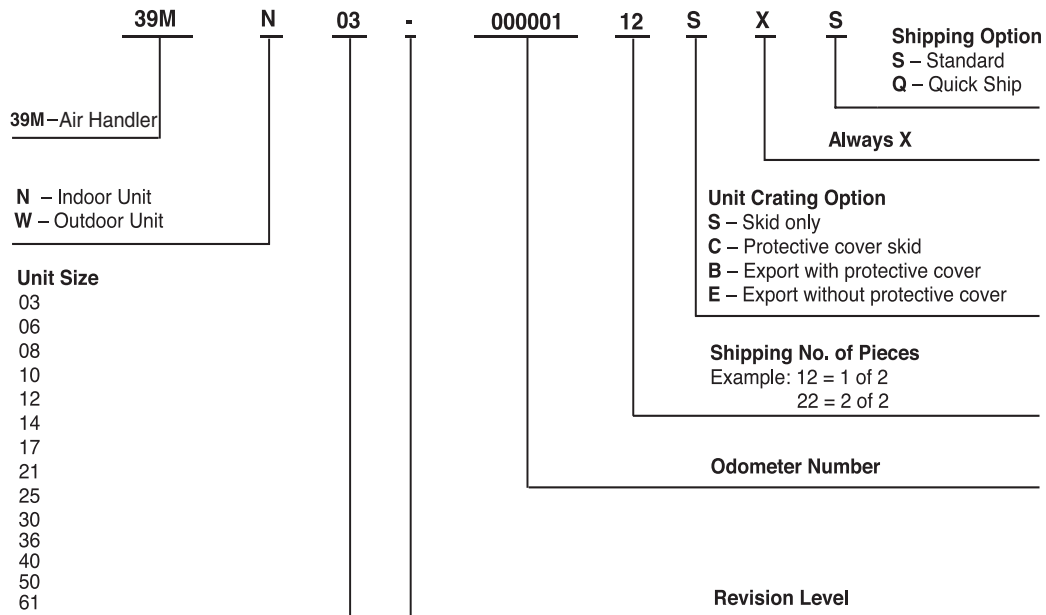 39M N 03 - 000001 12 S X S
Shipping Option
S – Standard
Q – Quick Ship
39M–Air Handler
Always X
N – Indoor Unit
W – Outdoor Unit
Unit Crating Option
S – Skid only
C – Protective cover skid
B – Export with protective cover
E – Export without protective cover
Unit Size
03
06
08
10
12
14
17
21
25
30
36
40
50
61
Shipping No. of Pieces
Example: 12 = 1 of 2
22 = 2 of 2
Odometer Number
Revision Level